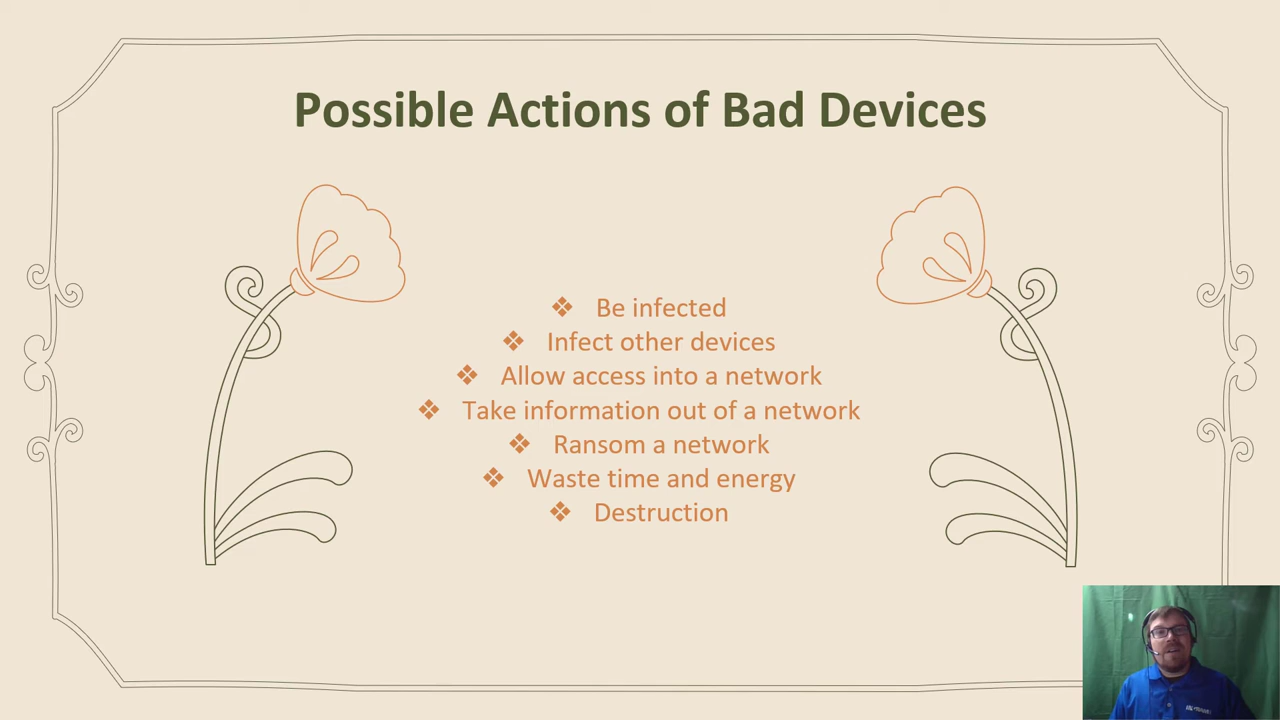 Possible Actions of Bad Devices
❖ Be infected
❖ Infect other devices
❖ Allow access into a network
❖ Take information out of a network
❖ Ransom a network
❖ Waste time and energy
❖ Destruction